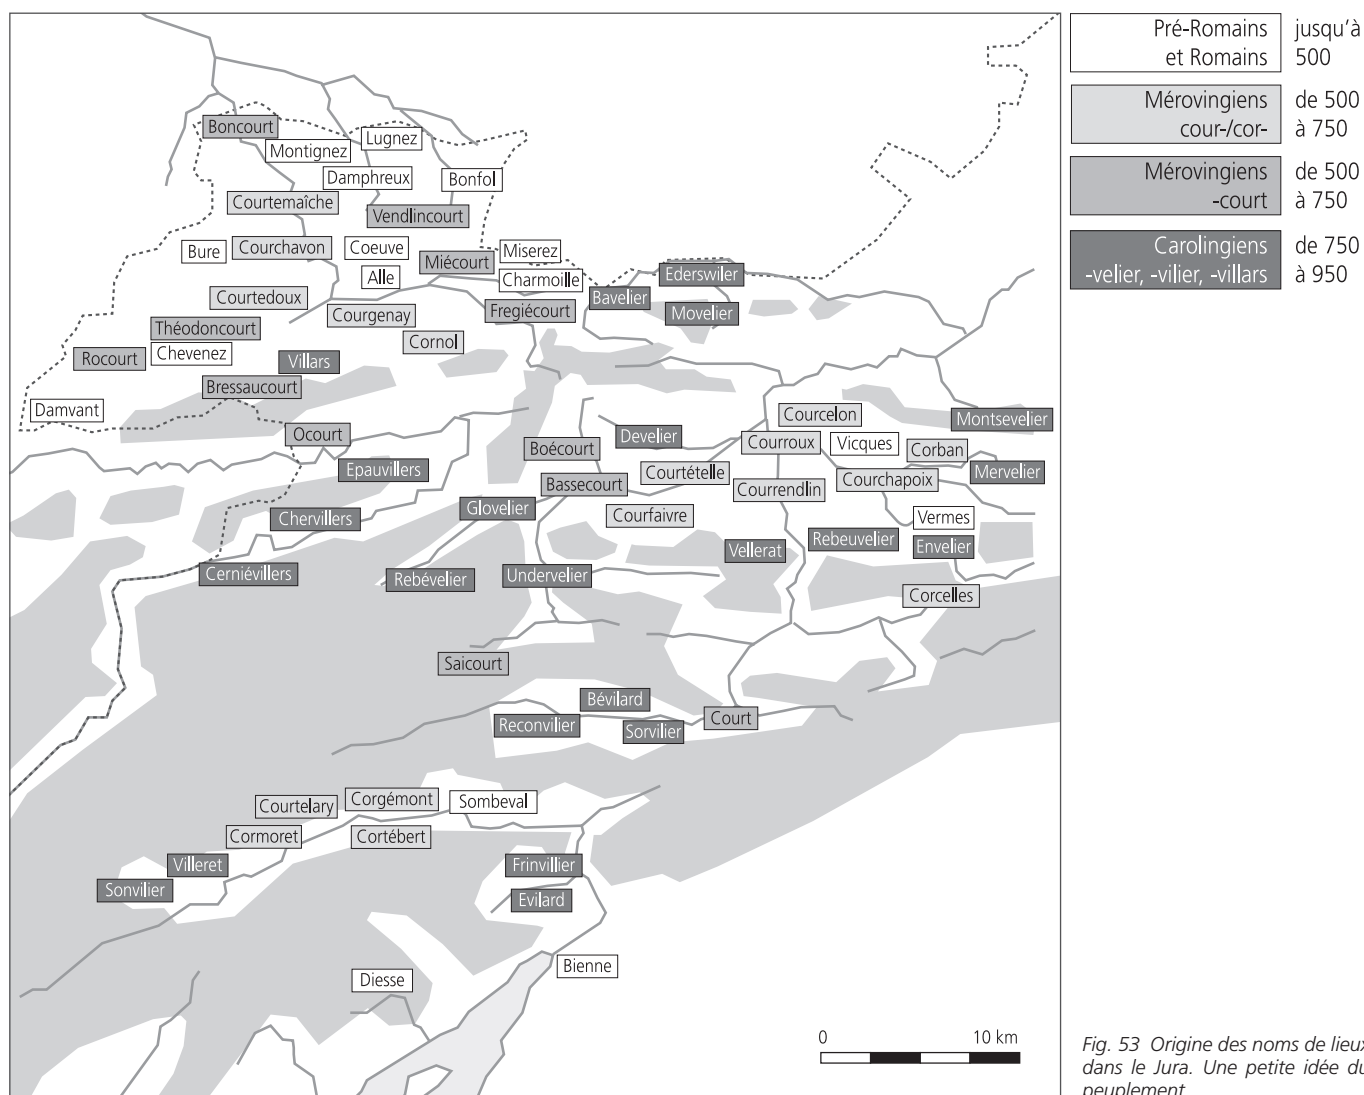 Pré-Romains
et Romains
jusqu'à
500
Mérovingiens
cour-/cor-
de 500
à 750
Mérovingiens
-court
de 500
à 750
Carolingiens
-velier, -vilier, -villars
de 750
à 950
Boncourt
Lugnez
Montignez
Damphreux
Bonfol
Courtemaîche
Vendlincourt
Bure
Courchavon
Coeuve
Miserez
Miécourt
Alle
Charmoille
Ederswiler
Courtedoux
Bavelier
Courgenay
Fregiécourt
Movelier
Théodoncourt
Cornol
Rocourt
Chevenez
Villars
Bressaucourt
Damvant
Courcelon
Montsevelier
Ocourt
Develier
Courroux
Vicques
Boécourt
Corban
Epauvillers
Courtételle
Mervelier
Bassecourt
Courrendlin
Courchapoix
Glovelier
Courfaivre
Chervillers
Vermes
Rebeuvelier
Envelier
Vellerat
Cerniévillers
Rebévelier
Undervelier
Corcelles
Saicourt
Bévilard
Reconvilier
Sorvilier
Court
Courtelary
Corgémont
Sombeval
Cormoret
Cortébert
Villeret
Frinvillier
Sonvilier
Evilard
Bienne
Diesse
0
10 km
Fig. 53 Origine des noms de lieux
dans le Jura. Une petite idée du
peuplement